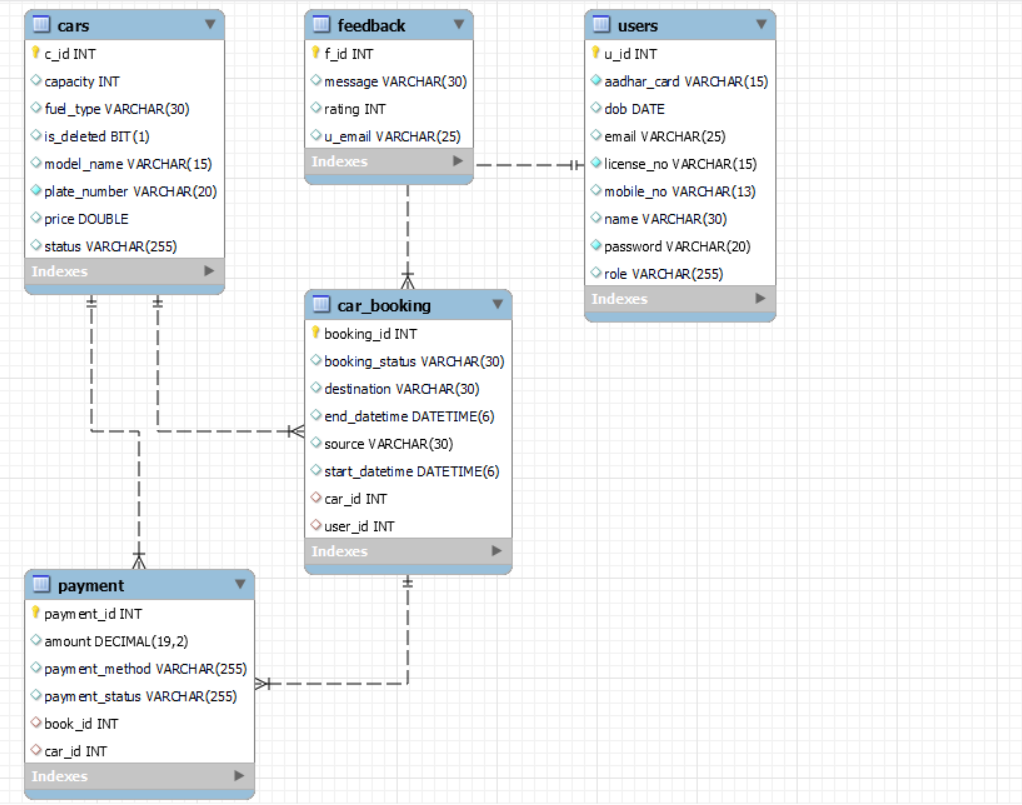 cars
c_id INT
capacity INT
fuel_type VARCHAR(30)
is_deleted BIT(1)
model_name VARCHAR(15)
plate_number VARCHAR(20)
price DOUBLE
status VARCHAR(255)
Indexes
feedback
f_id INT
message VARCHAR(30)
rating INT
u_email VARCHAR(25)
Indexes
users
u_id INT
aadhar_card VARCHAR(15)
dob DATE
email VARCHAR(25)
license_no VARCHAR(15)
mobile_no VARCHAR(13)
name VARCHAR(30)
password VARCHAR(20)
role VARCHAR(255)
Indexes
car_booking
booking_id INT
booking_status VARCHAR(30)
destination VARCHAR(30)
end_datetime DATETIME(6)
source VARCHAR(30)
start_datetime DATETIME(6)
car_id INT
user_id INT
Indexes
payment
payment_id INT
amount DECIMAL(19,2)
payment_method VARCHAR(255)
payment_status VARCHAR(255)
book_id INT
car_id INT
Indexes